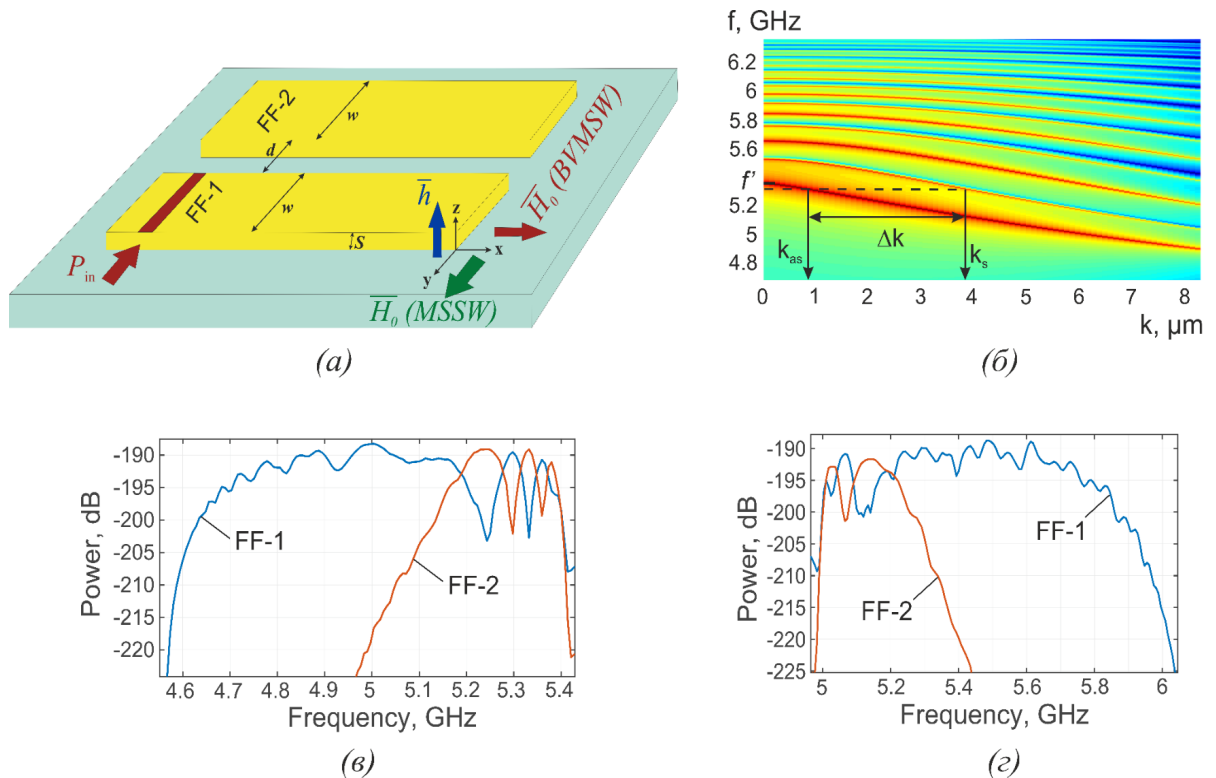 FF-2
w
d
FF-1
w
S
h̅
z
x
y
P_in
H̅_0 (BVMSW)
H̅_0 (MSSW)
(а)
f, GHz
6.2
6
5.8
5.6
f'
5.2
5
4.8
k_as
Δk
k_s
0 1 2 3 4 5 6 7 8
k, µm
(б)
Power, dB
-190
-195
-200
-205
-210
-215
-220
FF-1
FF-2
4.6 4.7 4.8 4.9 5 5.1 5.2 5.3 5.4
Frequency, GHz
(в)
Power, dB
-190
-195
-200
-205
-210
-215
-220
-225
FF-1
FF-2
5 5.2 5.4 5.6 5.8 6
Frequency, GHz
(г)